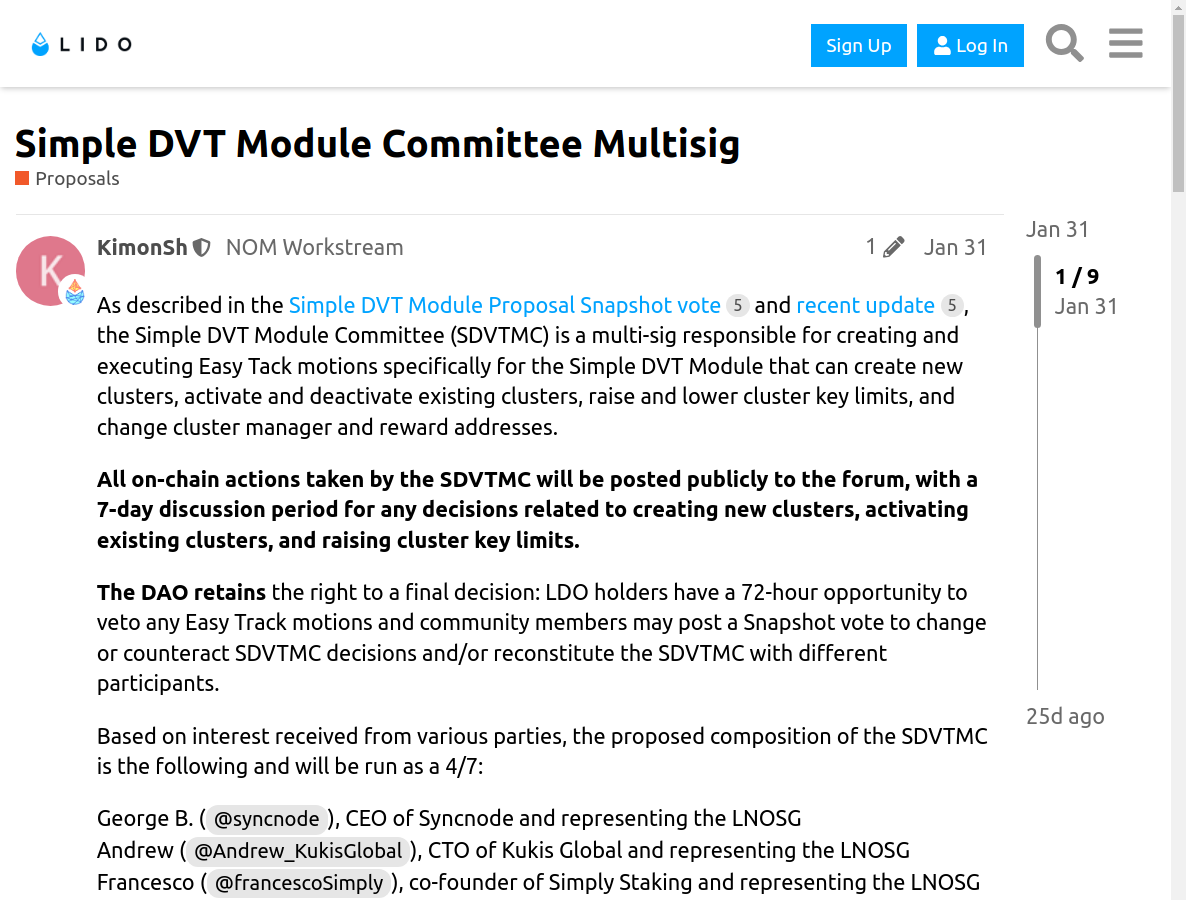 LIDO
Sign Up
Log In
Simple DVT Module Committee Multisig
Proposals
K
KimonSh NOM Workstream
1 Jan 31
As described in the Simple DVT Module Proposal Snapshot vote 5 and recent update 5 ,
the Simple DVT Module Committee (SDVTMC) is a multi-sig responsible for creating and
executing Easy Tack motions specifically for the Simple DVT Module that can create new
clusters, activate and deactivate existing clusters, raise and lower cluster key limits, and
change cluster manager and reward addresses.
All on-chain actions taken by the SDVTMC will be posted publicly to the forum, with a
7-day discussion period for any decisions related to creating new clusters, activating
existing clusters, and raising cluster key limits.
The DAO retains the right to a final decision: LDO holders have a 72-hour opportunity to
veto any Easy Track motions and community members may post a Snapshot vote to change
or counteract SDVTMC decisions and/or reconstitute the SDVTMC with different
participants.
Based on interest received from various parties, the proposed composition of the SDVTMC
is the following and will be run as a 4/7:
George B. ( @syncnode ), CEO of Syncnode and representing the LNOSG
Andrew ( @Andrew_KukisGlobal ), CTO of Kukis Global and representing the LNOSG
Francesco ( @francescoSimply ), co-founder of Simply Staking and representing the LNOSG
Jan 31
1 / 9
Jan 31
25d ago